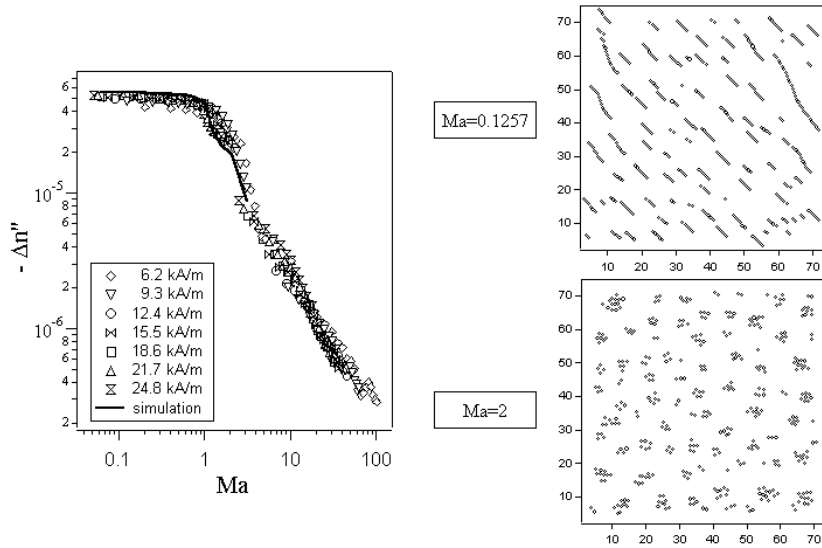 6
4
2
10⁻⁵
8
6
4
2
10⁻⁶
8
6
4
2
- Δn''
6.2 kA/m
9.3 kA/m
12.4 kA/m
15.5 kA/m
18.6 kA/m
21.7 kA/m
24.8 kA/m
simulation
0.1 1 10 100
Ma
Ma=0.1257
70
60
50
40
30
20
10
10 20 30 40 50 60 70
Ma=2
70
60
50
40
30
20
10
10 20 30 40 50 60 70